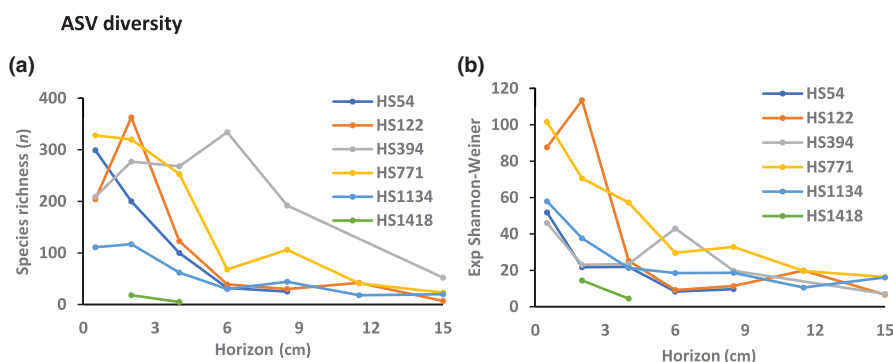 ASV diversity
(a)
Species richness (n)
400
300
200
100
0
0 3 6 9 12 15
Horizon (cm)
HS54
HS122
HS394
HS771
HS1134
HS1418
(b)
Exp Shannon-Weiner
120
100
80
60
40
20
0
0 3 6 9 12 15
Horizon (cm)
HS54
HS122
HS394
HS771
HS1134
HS1418